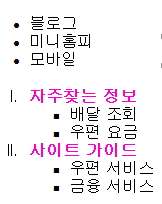 블로그
미니홈피
모바일
I. 자주찾는 정보
배달 조회
우편 요금
II. 사이트 가이드
우편 서비스
금융 서비스